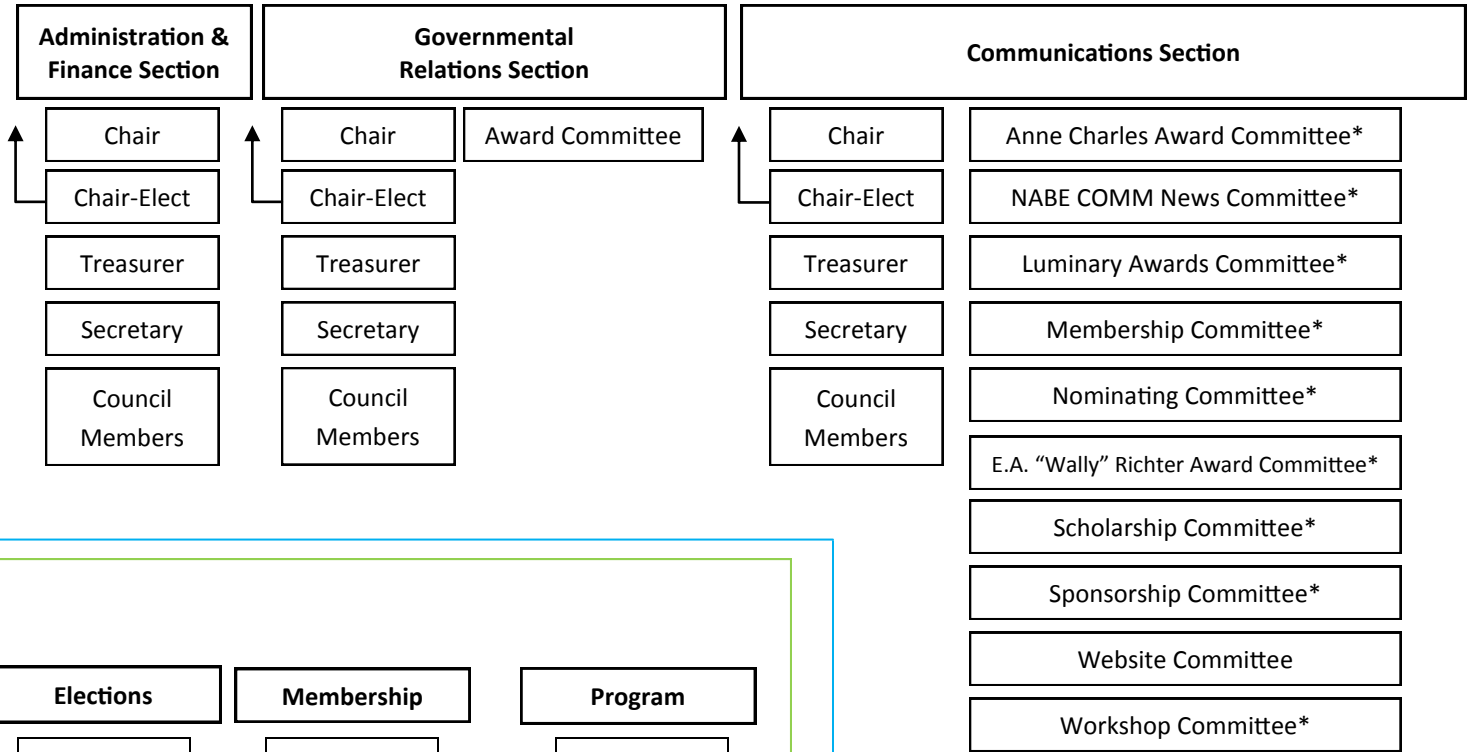 Administration &
Finance Section
Governmental
Relations Section
Communications Section
Chair
Chair-Elect
Treasurer
Secretary
Council
Members
Chair
Award Committee
Chair-Elect
Treasurer
Secretary
Council
Members
Chair
Chair-Elect
Treasurer
Secretary
Council
Members
Anne Charles Award Committee*
NABE COMM News Committee*
Luminary Awards Committee*
Membership Committee*
Nominating Committee*
E.A. “Wally” Richter Award Committee*
Scholarship Committee*
Sponsorship Committee*
Website Committee
Workshop Committee*
Elections
Membership
Program